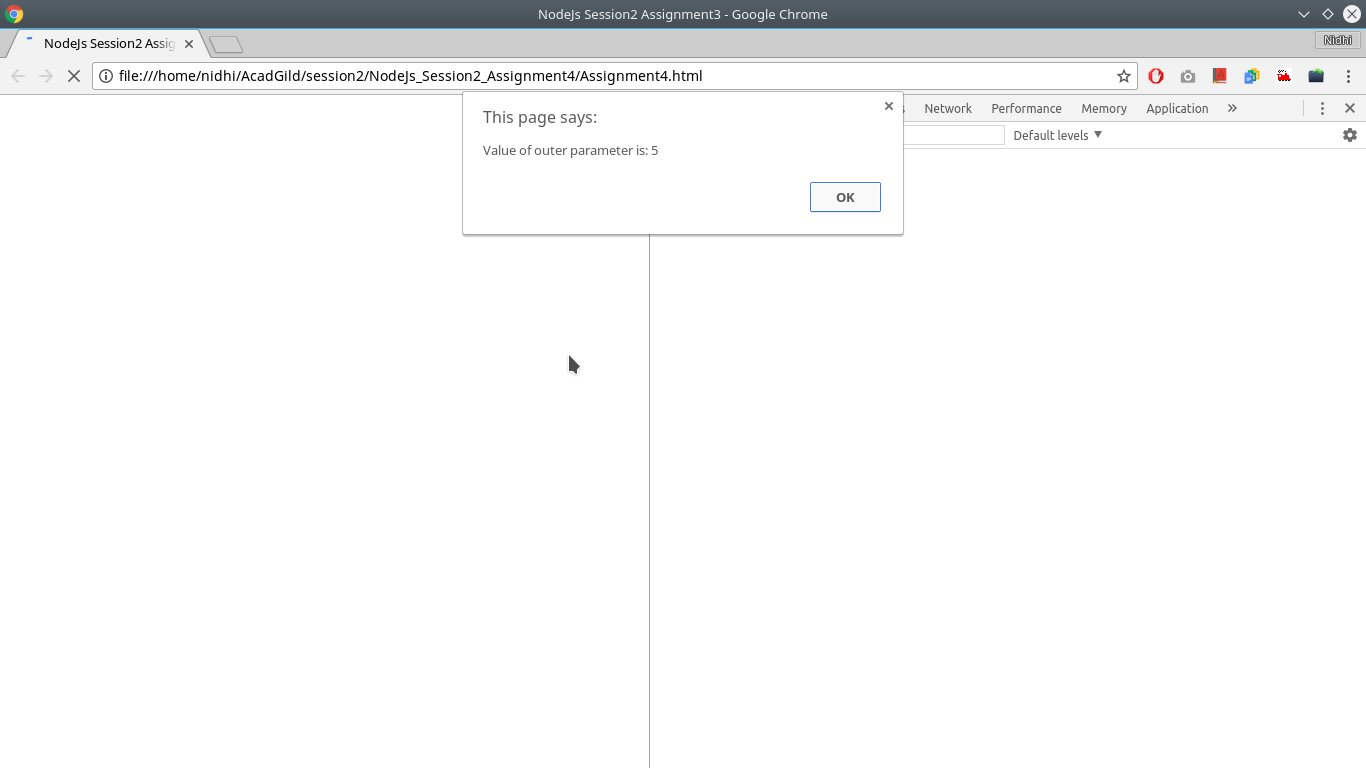 NodeJs Session2 Assignment3 - Google Chrome
NodeJs Session2 Assig
Nidhi
file:///home/nidhi/AcadGild/session2/NodeJs_Session2_Assignment4/Assignment4.html
This page says:
Value of outer parameter is: 5
OK
Network Performance Memory Application
Default levels